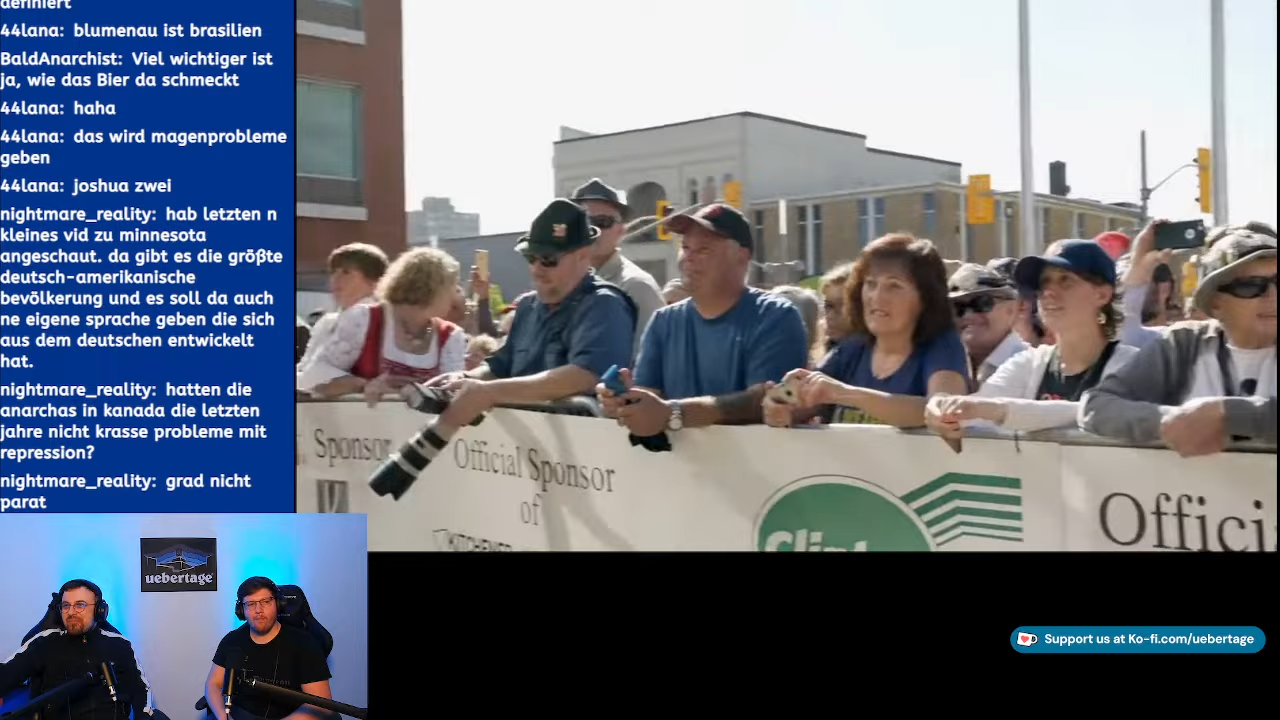 definiert
44lana: blumenau ist brasilien
BaldAnarchist: Viel wichtiger ist
ja, wie das Bier da schmeckt
44lana: haha
44lana: das wird magenprobleme
geben
44lana: joshua zwei
nightmare_reality: hab letzten n
kleines vid zu minnesota
angeschaut. da gibt es die größte
deutsch-amerikanische
bevölkerung und es soll da auch
ne eigene sprache geben die sich
aus dem deutschen entwickelt
hat.
nightmare_reality: hatten die
anarchas in kanada die letzten
jahre nicht krasse probleme mit
repression?
nightmare_reality: grad nicht
parat
Sponsor
Official Sponsor
of
KITCHENER
Offici
uebertage
Support us at Ko-fi.com/uebertage